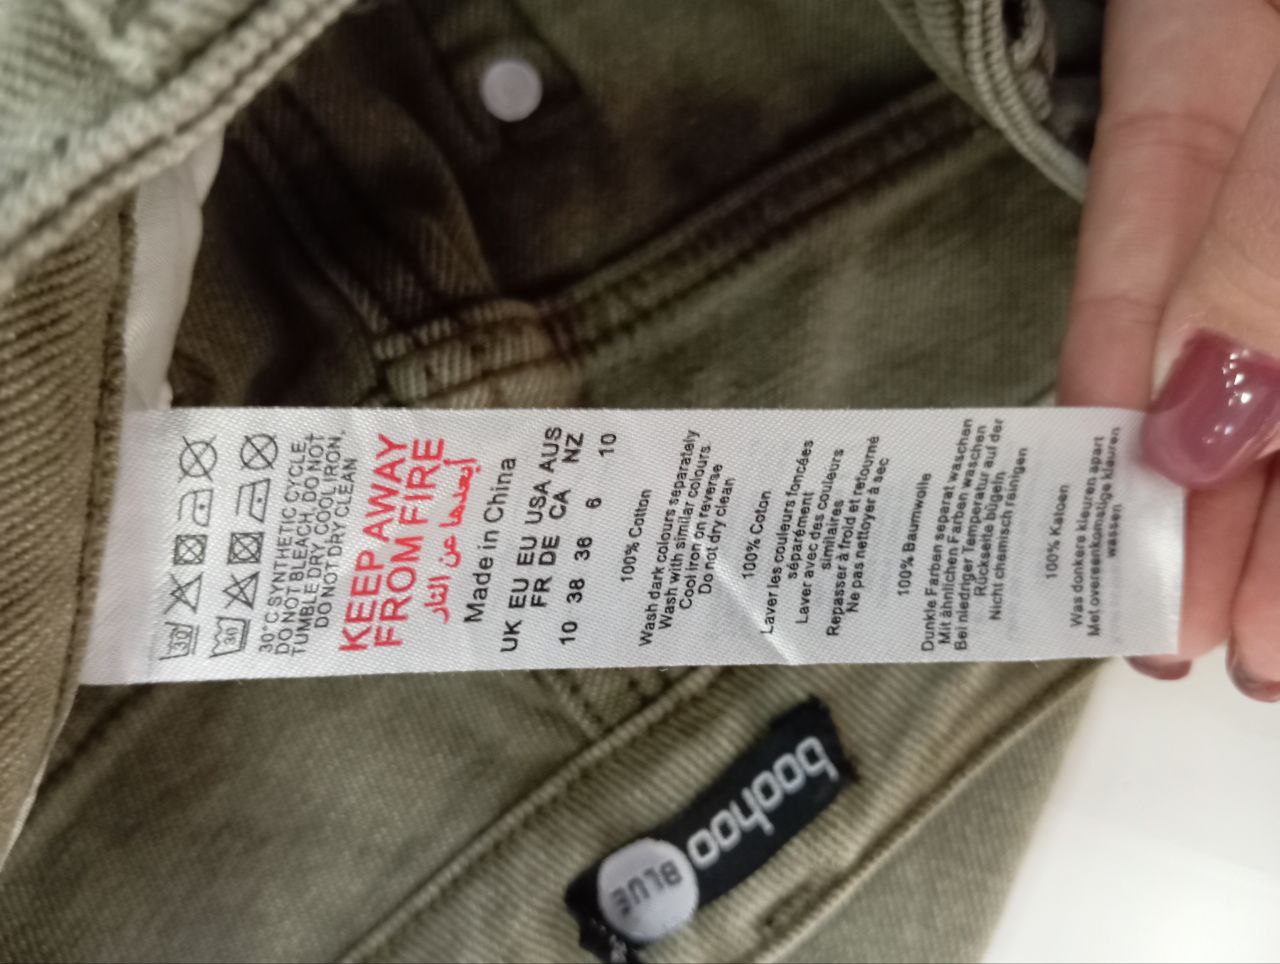 30
30
30°C, SYNTHETIC CYCLE,
DO NOT BLEACH, DO NOT
TUMBLE DRY, COOL IRON,
DO NOT DRY CLEAN
KEEP AWAY
FROM FIRE
أبعدها عن النار
Made in China
UK EU EU USA AUS
FR DE CA NZ
10 38 36 6 10
100% Cotton
Wash dark colours separately
Wash with similar colours
Cool iron on reverse
Do not dry clean
100% Coton
Laver les couleurs foncées
séparément
Laver avec des couleurs
similaires
Repasser à froid et retourné
Ne pas nettoyer à sec
100% Baumwolle
Dunkle Farben separat waschen
Mit ähnlichen Farben waschen
Bei niedriger Temperatur auf der
Rückseite bügeln
Nicht chemisch reinigen
100% Katoen
Was donkere kleuren apart
Met overeenkomstige kleuren
wassen
boohoo
BLUE